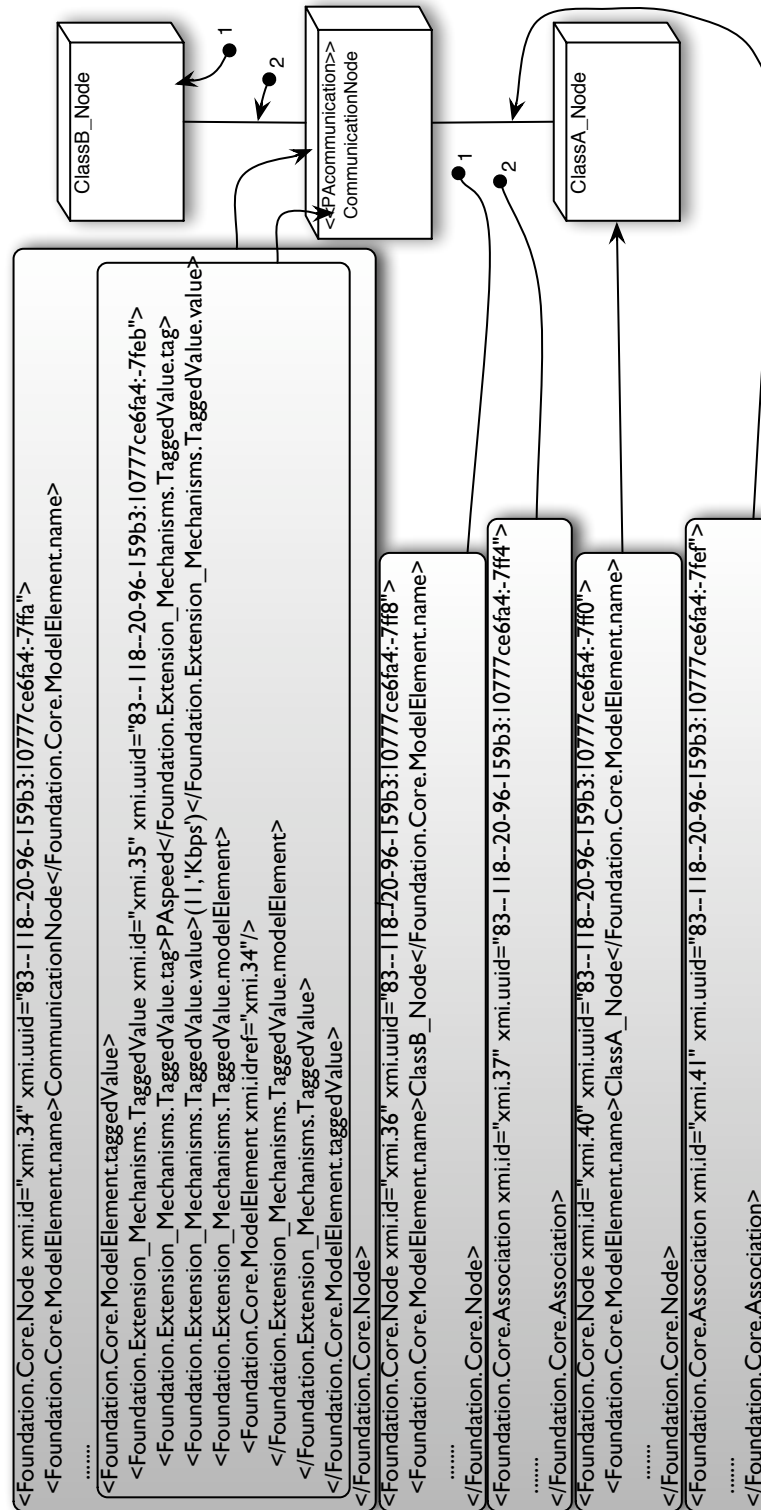 <Foundation.Core.Node xmi.id="xmi.34" xmi.uuid="83--118--20-96-159b3:10777ce6fa4:-7ffa">
<Foundation.Core.ModelElement.name>CommunicationNode</Foundation.Core.ModelElement.name>
........
<Foundation.Core.ModelElement.taggedValue>
<Foundation.Extension_Mechanisms.TaggedValue xmi.id="xmi.35" xmi.uuid="83--118--20-96-159b3:10777ce6fa4:-7feb">
<Foundation.Extension_Mechanisms.TaggedValue.tag>PAspeed</Foundation.Extension_Mechanisms.TaggedValue.tag>
<Foundation.Extension_Mechanisms.TaggedValue.value>(11,'Kbps')</Foundation.Extension_Mechanisms.TaggedValue.value>
<Foundation.Extension_Mechanisms.TaggedValue.modelElement>
<Foundation.Core.ModelElement xmi.idref="xmi.34"/>
</Foundation.Extension_Mechanisms.TaggedValue.modelElement>
</Foundation.Extension_Mechanisms.TaggedValue>
</Foundation.Core.ModelElement.taggedValue>
</Foundation.Core.Node>
<Foundation.Core.Node xmi.id="xmi.36" xmi.uuid="83--118--20-96-159b3:10777ce6fa4:-7ff8">
<Foundation.Core.ModelElement.name>ClassB_Node</Foundation.Core.ModelElement.name>
........
</Foundation.Core.Node>
<Foundation.Core.Association xmi.id="xmi.37" xmi.uuid="83--118--20-96-159b3:10777ce6fa4:-7ff4">
........
</Foundation.Core.Association>
<Foundation.Core.Node xmi.id="xmi.40" xmi.uuid="83--118--20-96-159b3:10777ce6fa4:-7ff0">
<Foundation.Core.ModelElement.name>ClassA_Node</Foundation.Core.ModelElement.name>
........
</Foundation.Core.Node>
<Foundation.Core.Association xmi.id="xmi.41" xmi.uuid="83--118--20-96-159b3:10777ce6fa4:-7fef">
........
</Foundation.Core.Association>
ClassB_Node
1
2
<<PAcommunication>>
CommunicationNode
1
2
ClassA_Node